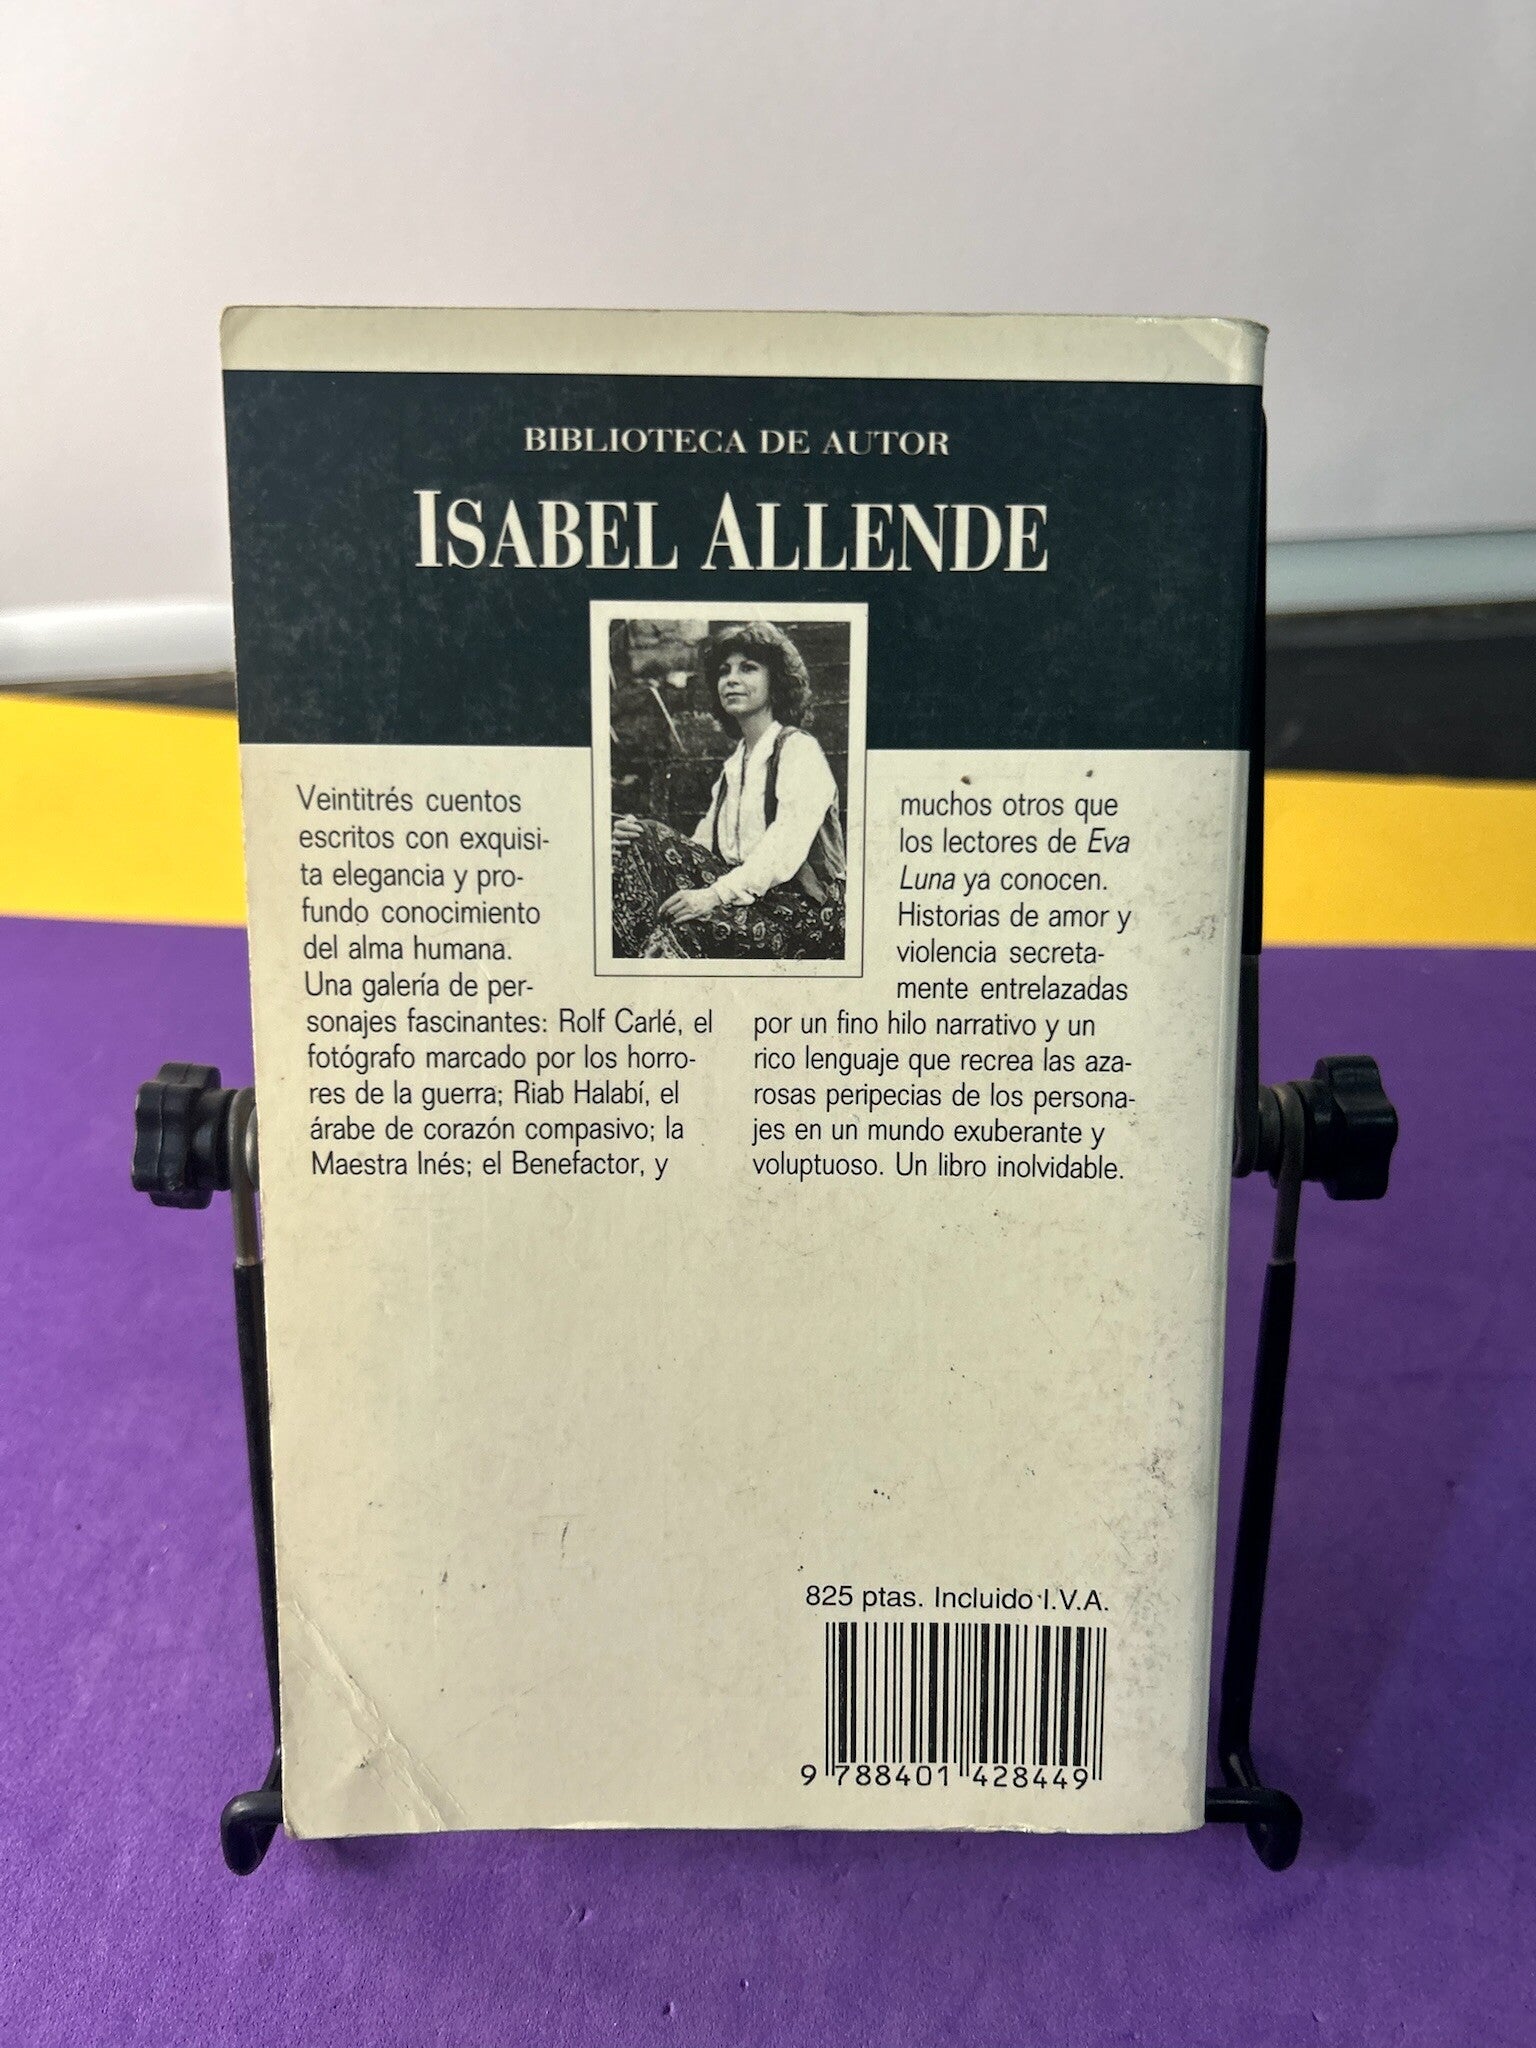 BIBLIOTECA DE AUTOR
ISABEL ALLENDE
Veintitrés cuentos
escritos con exquisi-
ta elegancia y pro-
fundo conocimiento
del alma humana.
Una galería de per-
sonajes fascinantes: Rolf Carlé, el
fotógrafo marcado por los horro-
res de la guerra; Riab Halabí, el
árabe de corazón compasivo; la
Maestra Inés; el Benefactor, y
muchos otros que
los lectores de Eva
Luna ya conocen.
Historias de amor y
violencia secreta-
mente entrelazadas
por un fino hilo narrativo y un
rico lenguaje que recrea las aza-
rosas peripecias de los persona-
jes en un mundo exuberante y
voluptuoso. Un libro inolvidable.
825 ptas. Incluido I.V.A.
9 788401 428449